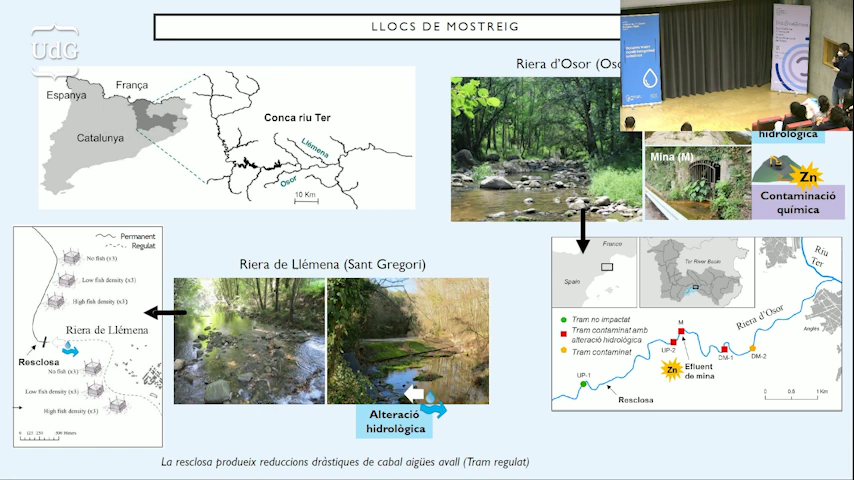 LLOCS DE MOSTREIG
UdG
Riera d'Osor (Oso
França
Espanya
Catalunya
Conca riu Ter
Llémena
Osor
10 Km
hidrològica
Mina (M)
Zn
Contaminació
química
Permanent
Regulat
No fish (x3)
Low fish density (x3)
High fish density (x3)
Riera de Llémena
Resclosa
No fish (x3)
Low fish density (x3)
High fish density (x3)
Riera de Llémena (Sant Gregori)
Alteració
hidrològica
France
Spain
Ter River Basin
Riu
Ter
Riera d'Osor
Anglès
Tram no impactat
Tram contaminat amb
alteració hidrològica
Tram contaminat
M
UP-2
DM-1
DM-2
Zn
Efluent
de mina
UP-1
Resclosa
0 0.5 1 Km
La resclosa produeix reduccions dràstiques de cabal aigües avall (Tram regulat)